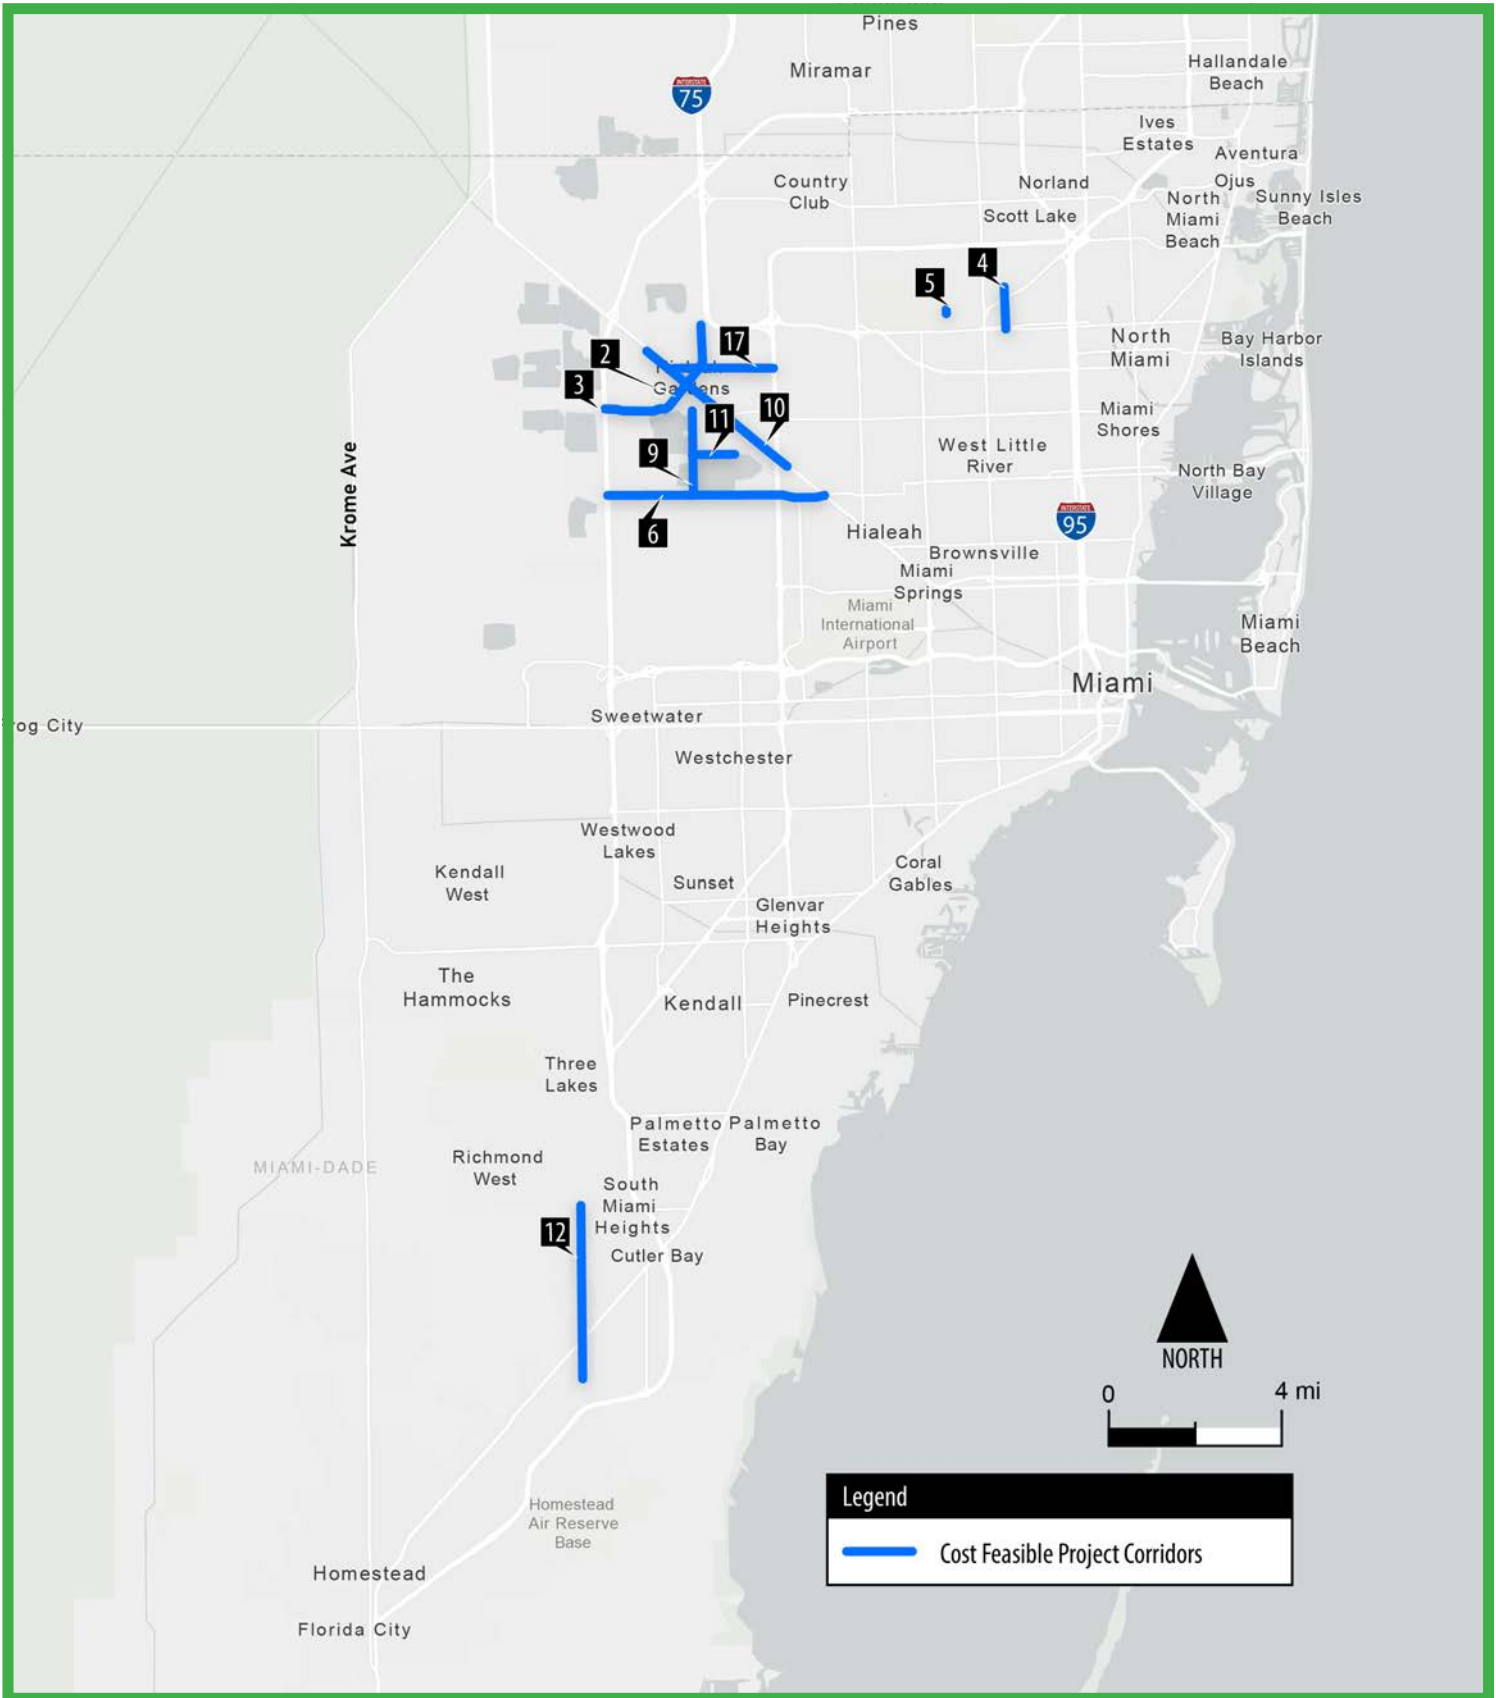 Pines
Miramar
Hallandale
Beach
INTERSTATE
75
Ives
Estates
Aventura
Country
Club
Norland
Ojus
Scott Lake
North
Miami
Beach
Sunny Isles
Beach
4
5
17
2
3
North
Miami
Bay Harbor
Islands
Gardens
10
11
Miami
Shores
9
West Little
River
North Bay
Village
Krome Ave
6
INTERSTATE
95
Hialeah
Brownsville
Miami
Springs
Miami
International
Airport
Miami
Beach
Miami
Sweetwater
rog City
Westchester
Westwood
Lakes
Kendall
West
Sunset
Coral
Gables
Glenvar
Heights
The
Hammocks
Kendall
Pinecrest
Three
Lakes
Palmetto
Estates
Palmetto
Bay
MIAMI-DADE
Richmond
West
South
Miami
Heights
12
Cutler Bay
NORTH
0 4 mi
Legend
Cost Feasible Project Corridors
Homestead
Air Reserve
Base
Homestead
Florida City